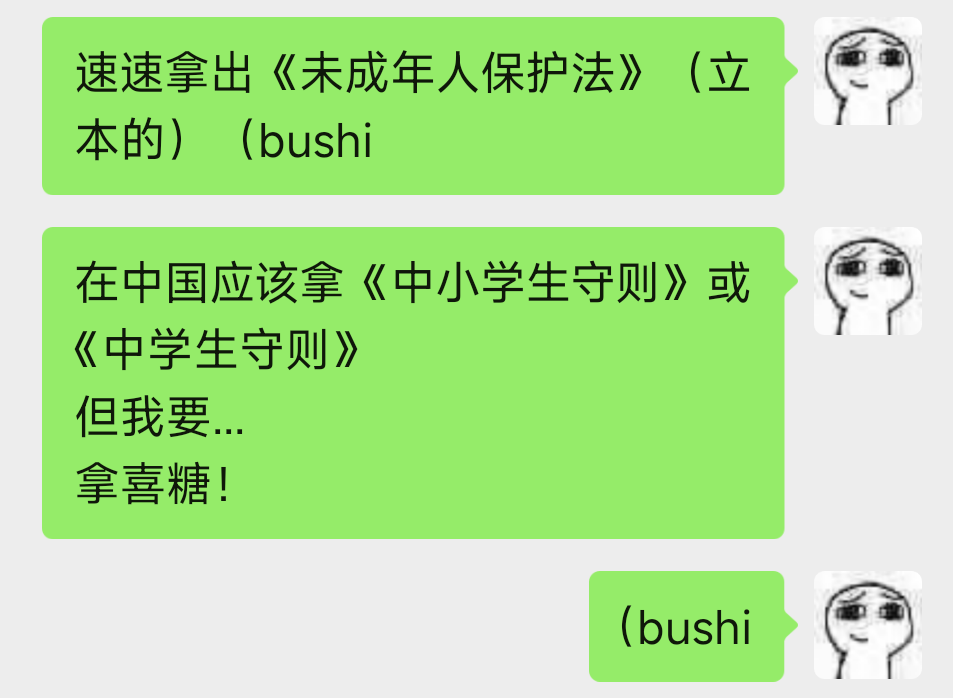 速速拿出《未成年人保护法》（立
本的）（bushi
在中国应该拿《中小学生守则》或
《中学生守则》
但我要...
拿喜糖！
（bushi